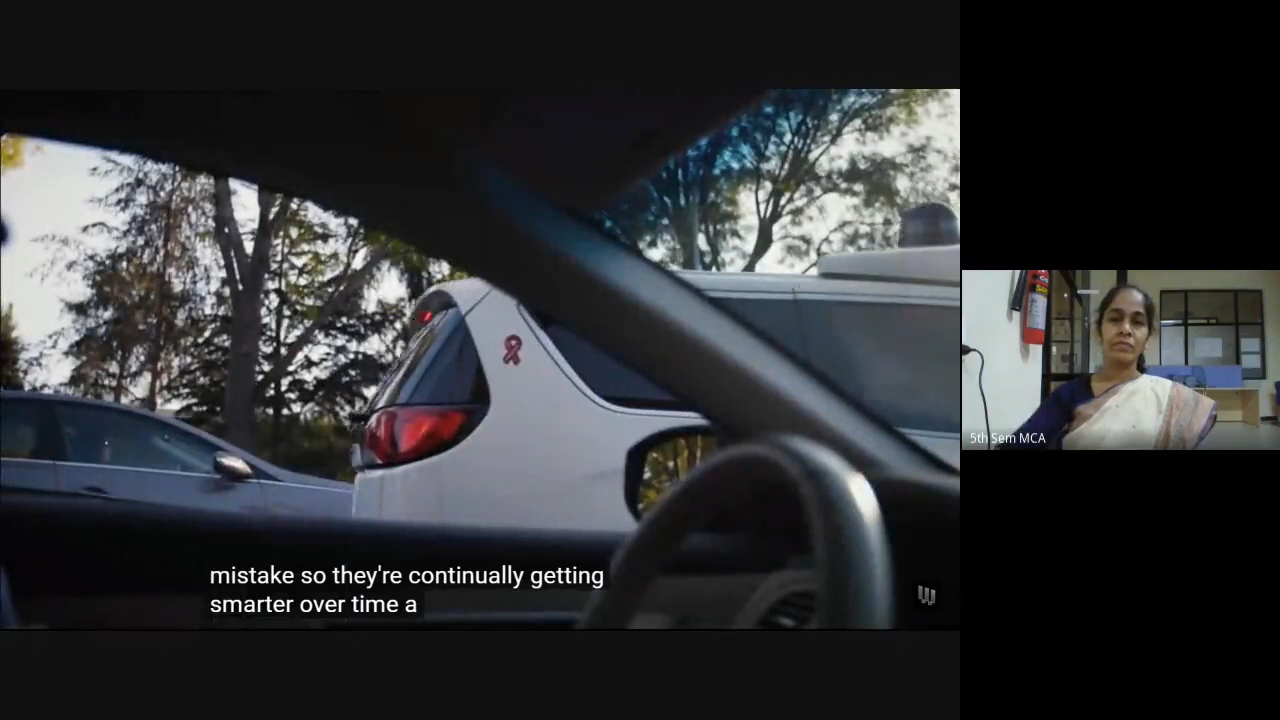 mistake so they're continually getting
smarter over time a
5th Sem MCA